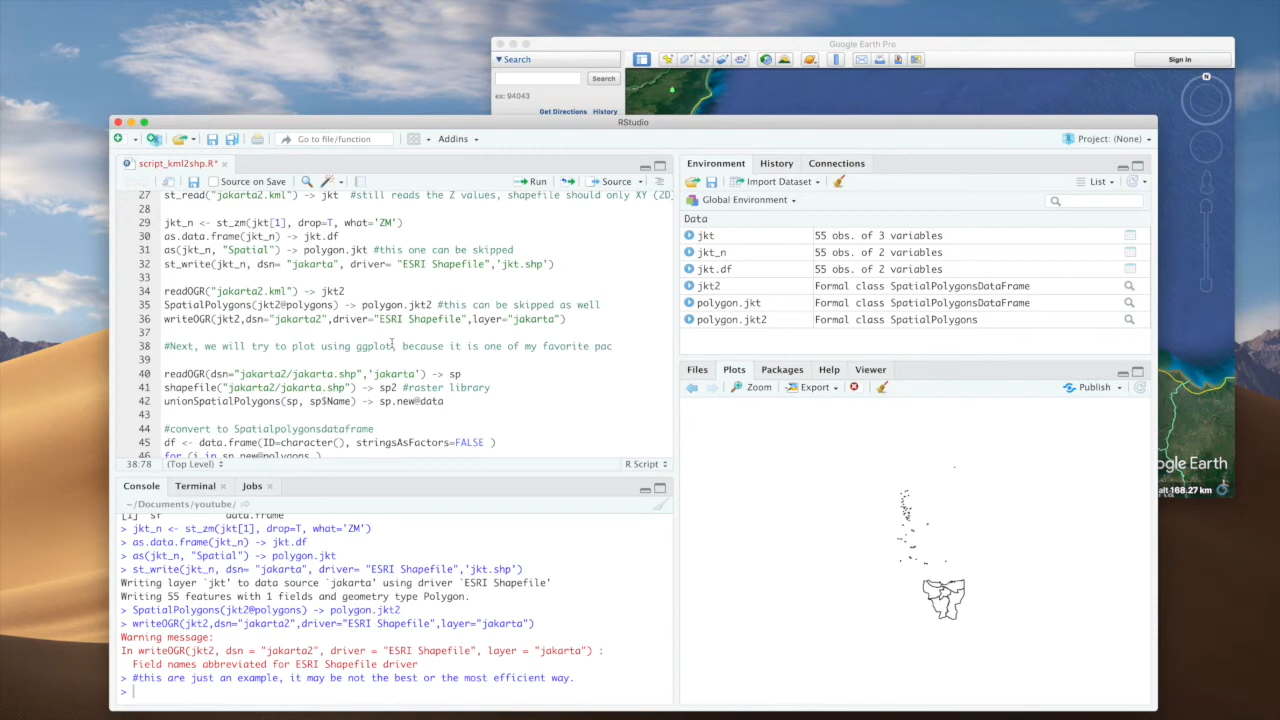 Google Earth Pro
Search
Sign in
Search
ex: 94043
Get Directions History
N
RStudio
Go to file/function
Addins
Project: (None)
script_kml2shp.R*
Source on Save
Run
Source
27 st_read("jakarta2.kml") -> jkt #still reads the Z values, shapefile should only XY (2D
28
29 jkt_n <- st_zm(jkt[1], drop=T, what='ZM')
30 as.data.frame(jkt_n) -> jkt.df
31 as(jkt_n, "Spatial") -> polygon.jkt #this one can be skipped
32 st_write(jkt_n, dsn= "jakarta", driver= "ESRI Shapefile",'jkt.shp')
33
34 readOGR("jakarta2.kml") -> jkt2
35 SpatialPolygons(jkt2@polygons) -> polygon.jkt2 #this can be skipped as well
36 writeOGR(jkt2,dsn="jakarta2",driver="ESRI Shapefile",layer="jakarta")
37
38 #Next, we will try to plot using ggplot, because it is one of my favorite pac
39
40 readOGR(dsn="jakarta2/jakarta.shp",'jakarta') -> sp
41 shapefile("jakarta2/jakarta.shp") -> sp2 #raster library
42 unionSpatialPolygons(sp, sp$Name) -> sp.new@data
43
44 #convert to Spatialpolygonsdataframe
45 df <- data.frame(ID=character(), stringsAsFactors=FALSE )
46 for (i in sp.new@polygons )
38:78 (Top Level) R Script
Console Terminal Jobs
~/Documents/youtube/
[1] "sf" "data.frame"
> jkt_n <- st_zm(jkt[1], drop=T, what='ZM')
> as.data.frame(jkt_n) -> jkt.df
> as(jkt_n, "Spatial") -> polygon.jkt
> st_write(jkt_n, dsn= "jakarta", driver= "ESRI Shapefile",'jkt.shp')
Writing layer `jkt' to data source `jakarta' using driver `ESRI Shapefile'
Writing 55 features with 1 fields and geometry type Polygon.
> SpatialPolygons(jkt2@polygons) -> polygon.jkt2
> writeOGR(jkt2,dsn="jakarta2",driver="ESRI Shapefile",layer="jakarta")
Warning message:
In writeOGR(jkt2, dsn = "jakarta2", driver = "ESRI Shapefile", layer = "jakarta") :
Field names abbreviated for ESRI Shapefile driver
> #this are just an example, it may be not the best or the most efficient way.
>
Environment History Connections
Import Dataset
List
Global Environment
Data
jkt 55 obs. of 3 variables
jkt_n 55 obs. of 2 variables
jkt.df 55 obs. of 2 variables
jkt2 Formal class SpatialPolygonsDataFrame
polygon.jkt Formal class SpatialPolygonsDataFrame
polygon.jkt2 Formal class SpatialPolygons
Files Plots Packages Help Viewer
Zoom Export Publish
ogle Earth
alt 168.27 km